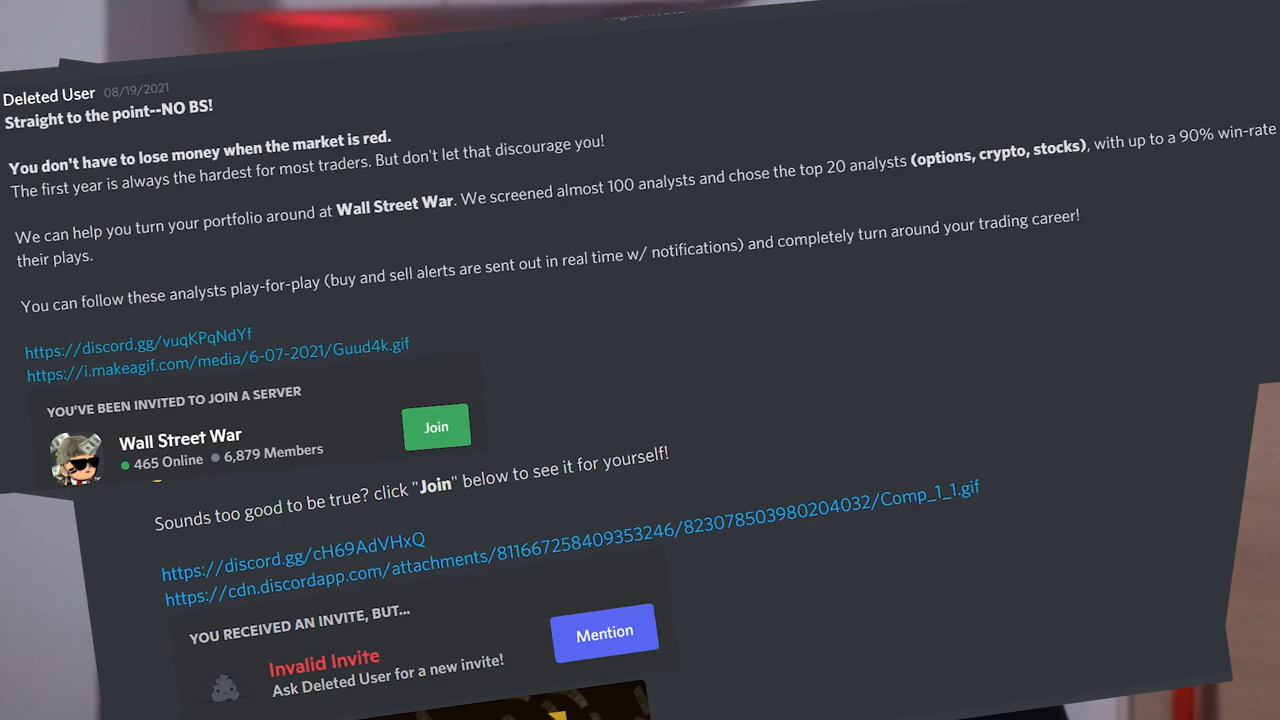 Deleted User 08/19/2021
Straight to the point--NO BS!
You don't have to lose money when the market is red.
The first year is always the hardest for most traders. But don't let that discourage you!
We can help you turn your portfolio around at Wall Street War. We screened almost 100 analysts and chose the top 20 analysts (options, crypto, stocks), with up to a 90% win-rate
their plays.
You can follow these analysts play-for-play (buy and sell alerts are sent out in real time w/ notifications) and completely turn around your trading career!
https://discord.gg/vuqKPqNdYf
https://i.makeagif.com/media/6-07-2021/Guud4k.gif
YOU'VE BEEN INVITED TO JOIN A SERVER
Wall Street War
465 Online 6,879 Members
Join
Sounds too good to be true? click "Join" below to see it for yourself!
https://discord.gg/cH69AdVHxQ
https://cdn.discordapp.com/attachments/811667258409353246/823078503980204032/Comp_1_1.gif
YOU RECEIVED AN INVITE, BUT...
Invalid Invite
Ask Deleted User for a new invite!
Mention